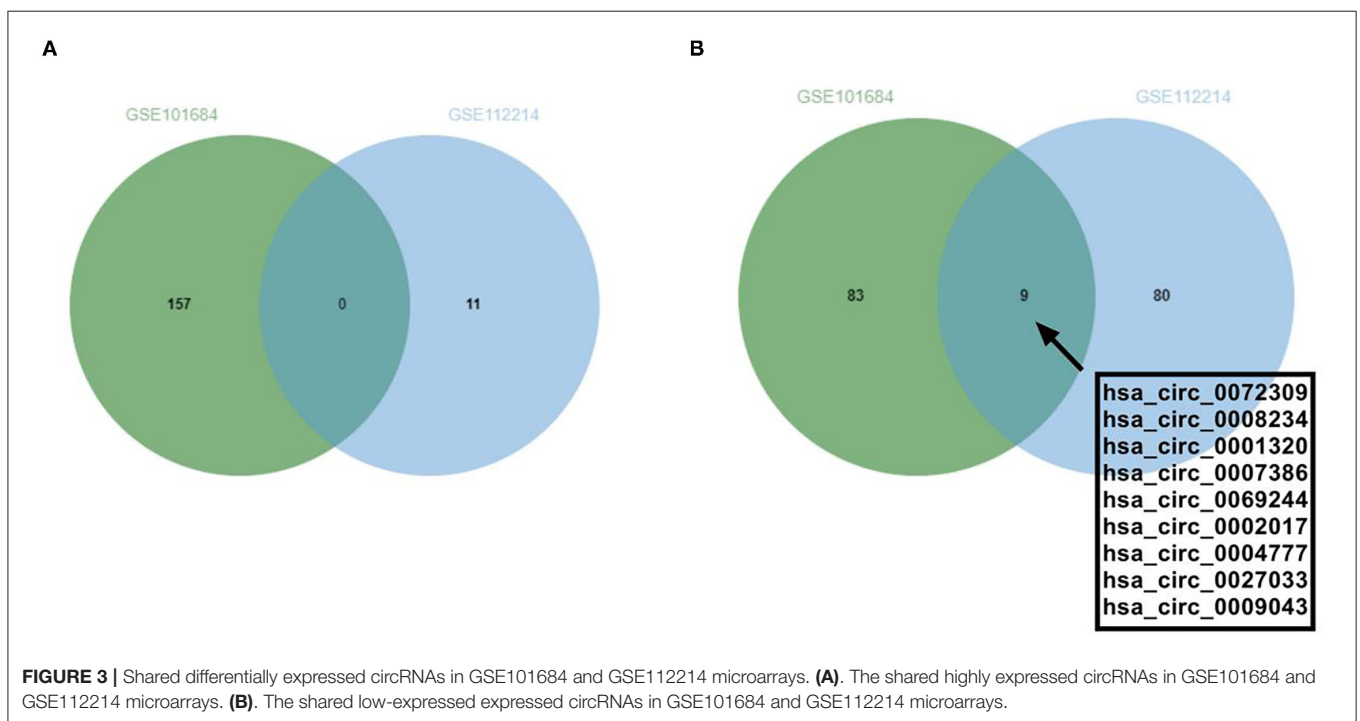 A
B
GSE101684
GSE112214
157
0
11
GSE101684
GSE112214
83
9
80
hsa_circ_0072309
hsa_circ_0008234
hsa_circ_0001320
hsa_circ_0007386
hsa_circ_0069244
hsa_circ_0002017
hsa_circ_0004777
hsa_circ_0027033
hsa_circ_0009043
FIGURE 3 | Shared differentially expressed circRNAs in GSE101684 and GSE112214 microarrays. (A). The shared highly expressed circRNAs in GSE101684 and
GSE112214 microarrays. (B). The shared low-expressed expressed circRNAs in GSE101684 and GSE112214 microarrays.